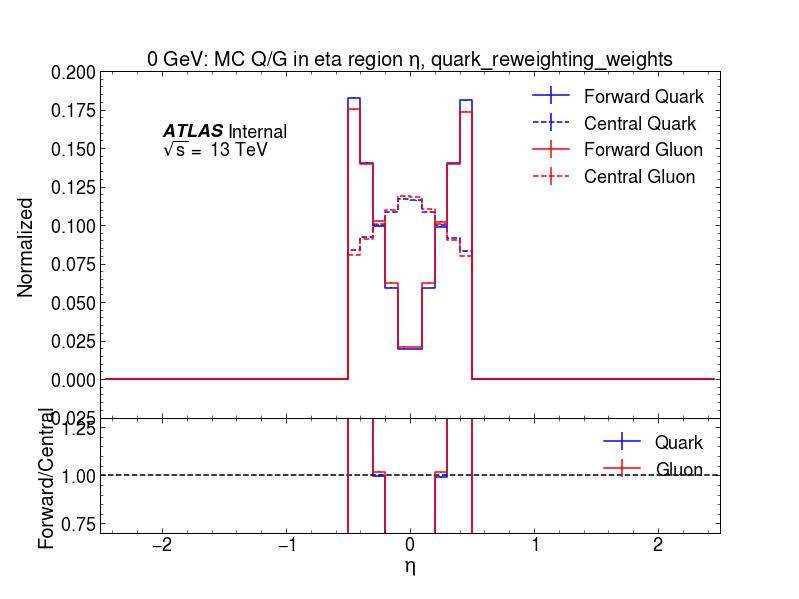 0 GeV: MC Q/G in eta region η, quark_reweighting_weights
0.200
0.175
0.150
0.125
0.100
0.075
0.050
0.025
0.000
0.025
Normalized
ATLAS Internal
√s = 13 TeV
Forward Quark
Central Quark
Forward Gluon
Central Gluon
1.25
1.00
0.75
Forward/Central
Quark
Gluon
−2 −1 0 1 2
η